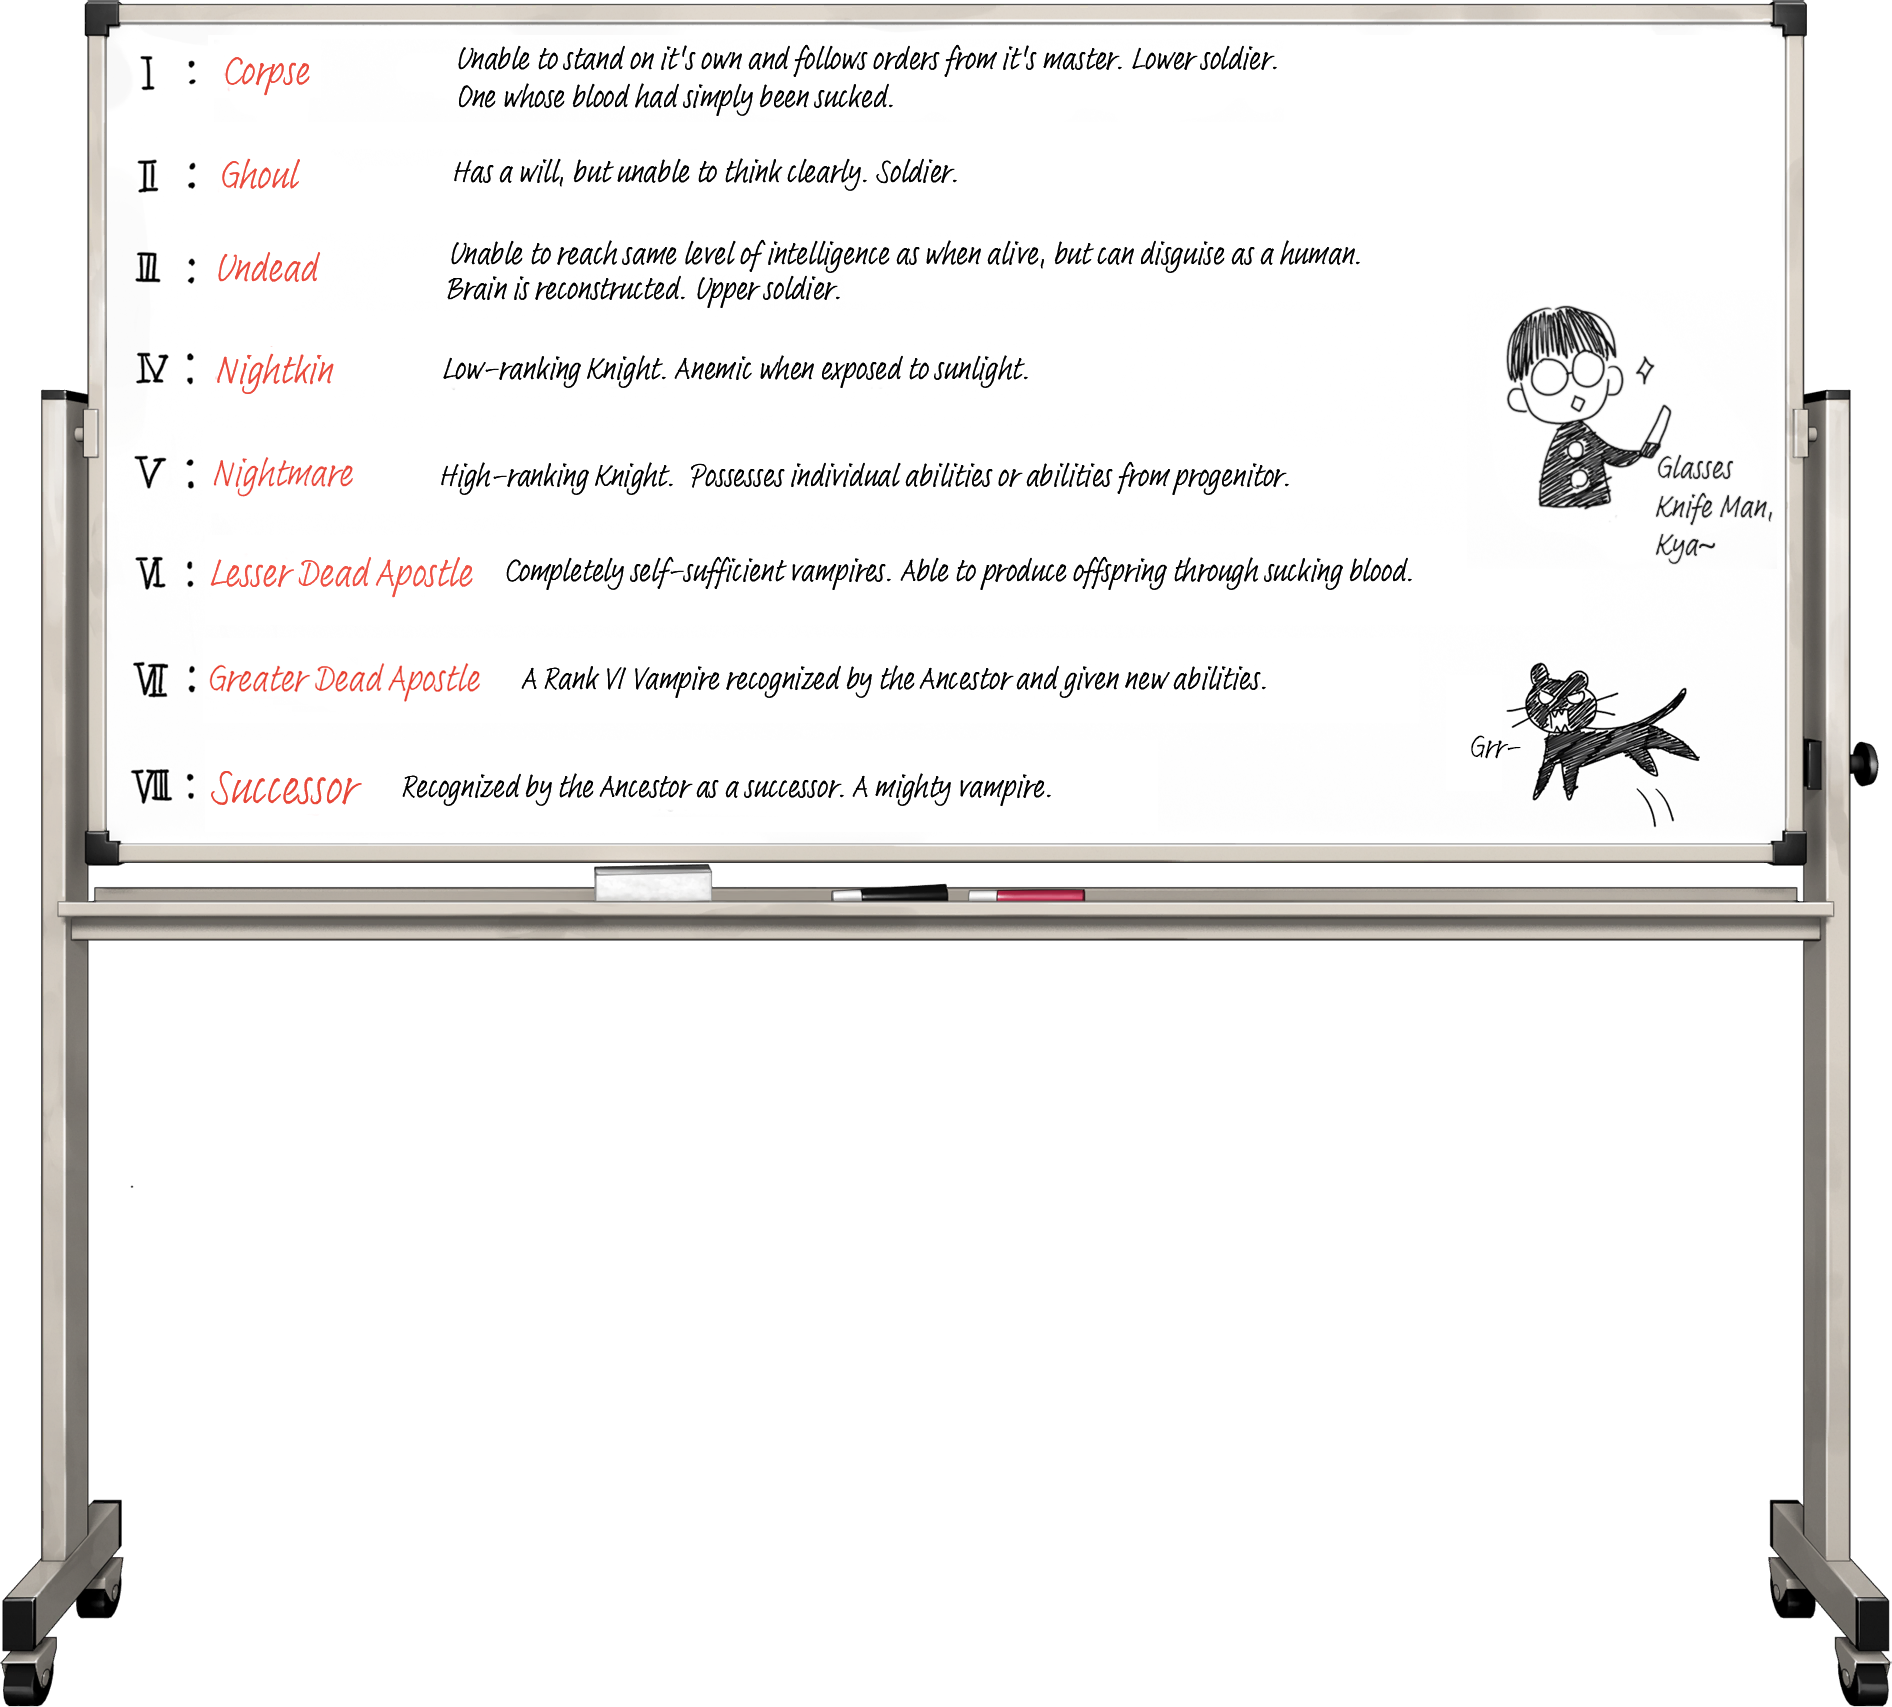 I : Corpse Unable to stand on it's own and follows orders from it's master. Lower soldier.
One whose blood had simply been sucked.
II : Ghoul Has a will, but unable to think clearly. Soldier.
III : Undead Unable to reach same level of intelligence as when alive, but can disguise as a human.
Brain is reconstructed. Upper soldier.
IV : Nightkin Low-ranking Knight. Anemic when exposed to sunlight.
V : Nightmare High-ranking Knight. Possesses individual abilities or abilities from progenitor.
VI : Lesser Dead Apostle Completely self-sufficient vampires. Able to produce offspring through sucking blood.
VII : Greater Dead Apostle A Rank VI Vampire recognized by the Ancestor and given new abilities.
VIII : Successor Recognized by the Ancestor as a successor. A mighty vampire.
Glasses
Knife Man,
Kya~
Grr-